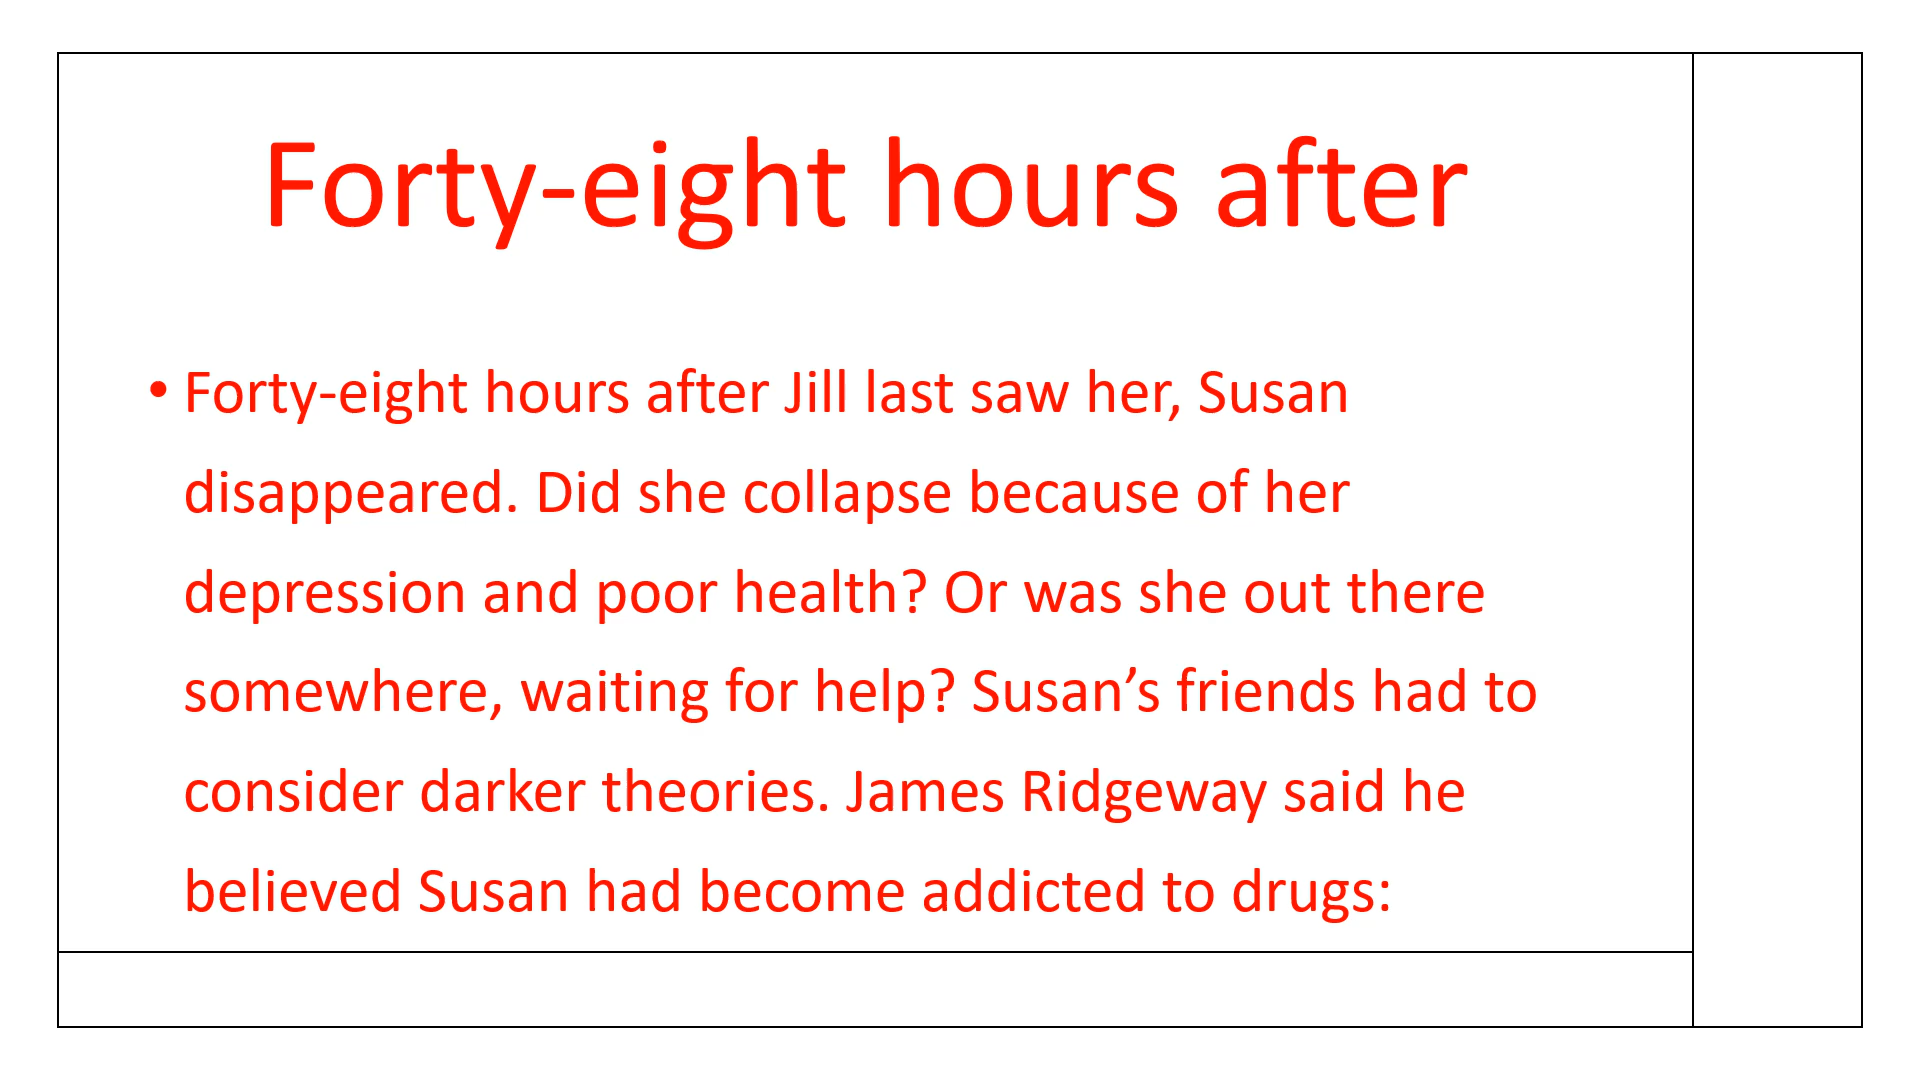 Forty-eight hours after
• Forty-eight hours after Jill last saw her, Susan
disappeared. Did she collapse because of her
depression and poor health? Or was she out there
somewhere, waiting for help? Susan’s friends had to
consider darker theories. James Ridgeway said he
believed Susan had become addicted to drugs: